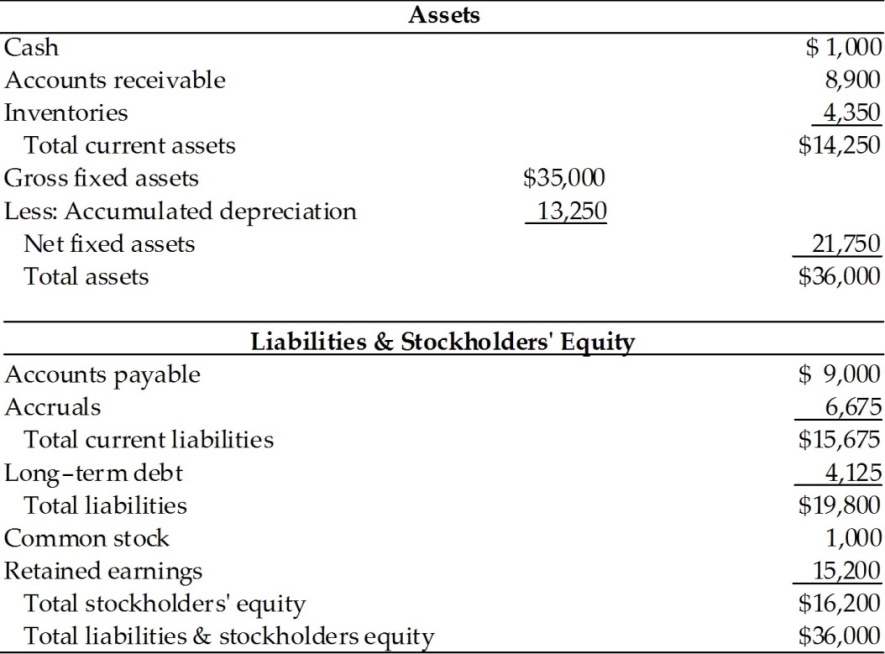 Assets
Cash $ 1,000
Accounts receivable 8,900
Inventories 4,350
Total current assets $14,250
Gross fixed assets $35,000
Less: Accumulated depreciation 13,250
Net fixed assets 21,750
Total assets $36,000
Liabilities & Stockholders' Equity
Accounts payable $ 9,000
Accruals 6,675
Total current liabilities $15,675
Long-term debt 4,125
Total liabilities $19,800
Common stock 1,000
Retained earnings 15,200
Total stockholders' equity $16,200
Total liabilities & stockholders equity $36,000